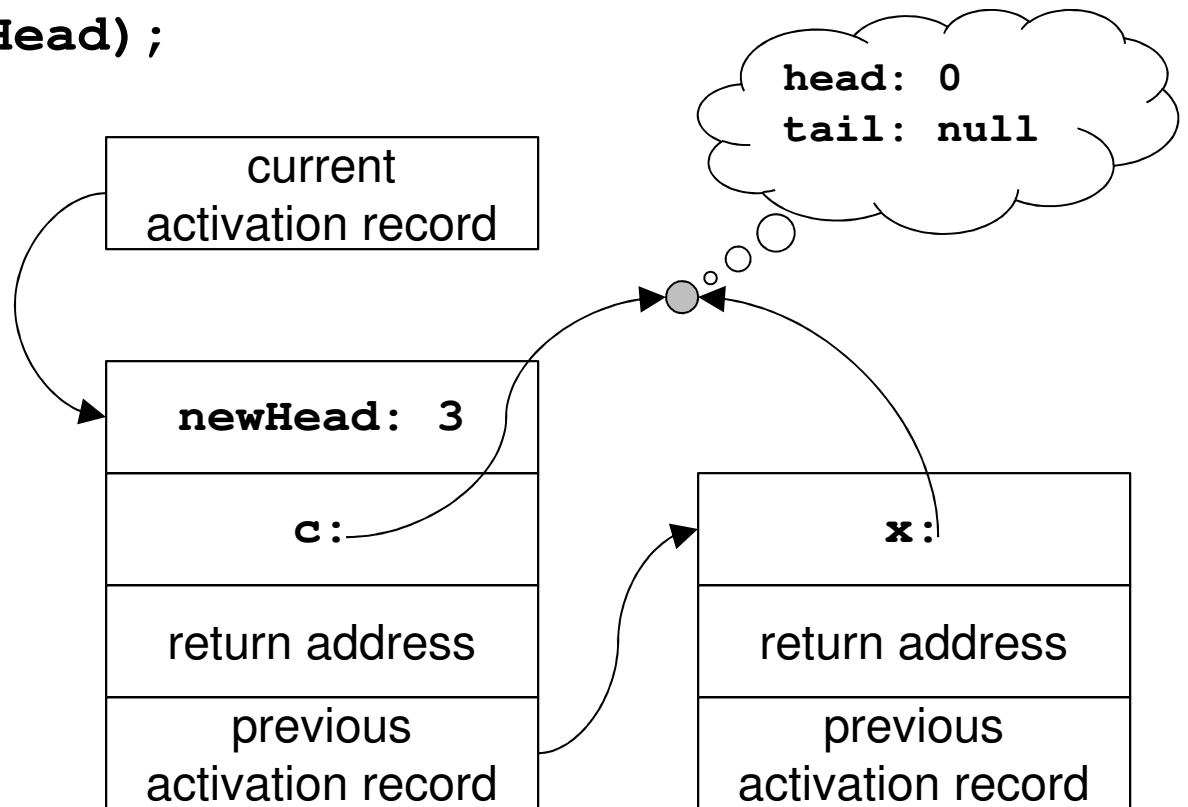 Head);
head: 0
tail: null
current
activation record
newHead: 3
c:
return address
previous
activation record
x:
return address
previous
activation record